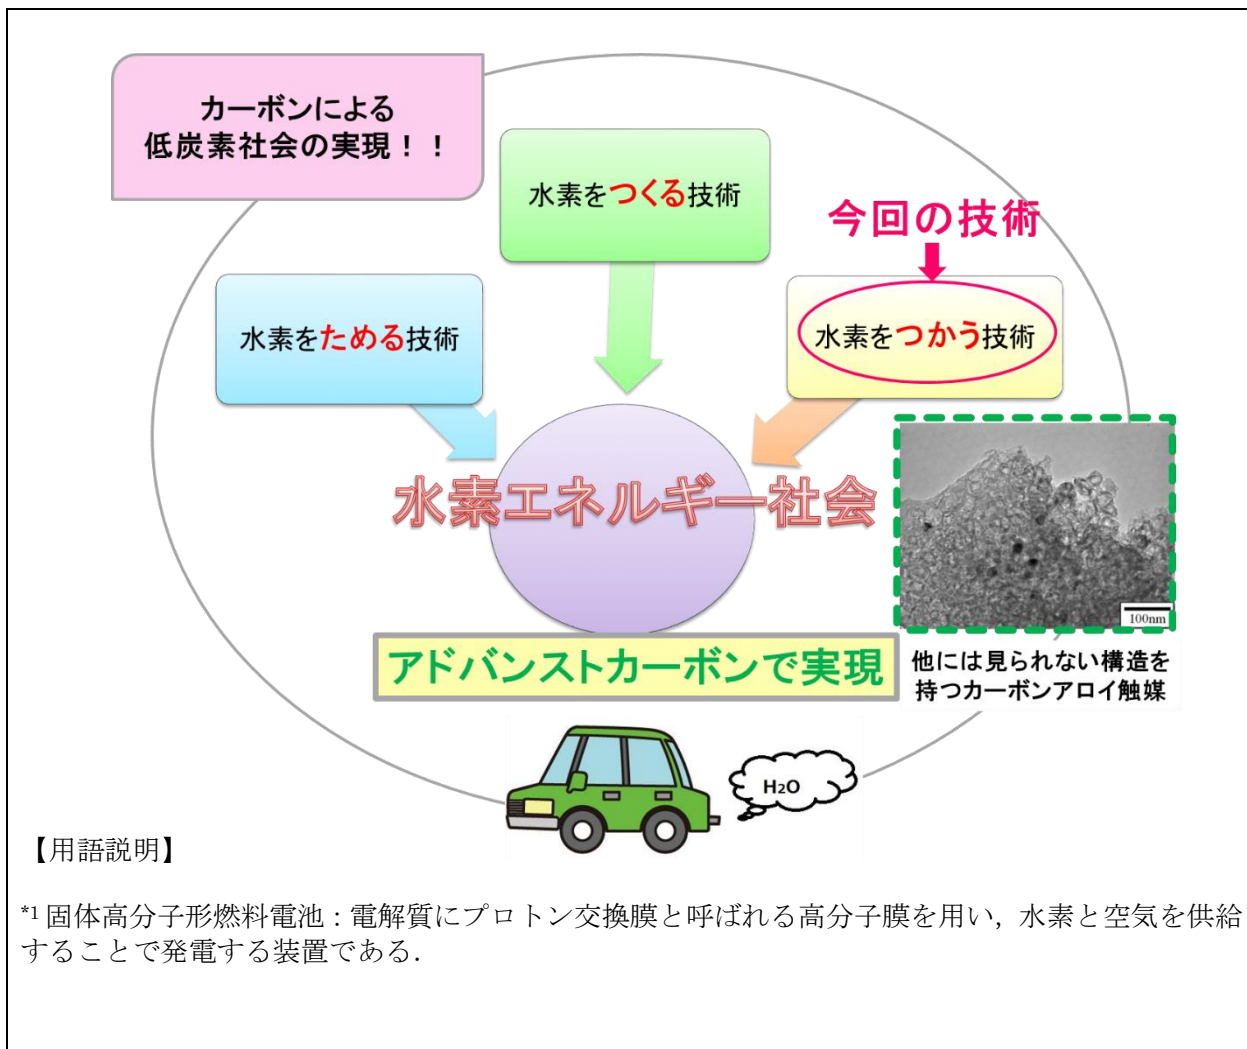 カーボンによる
低炭素社会の実現！！
水素をつくる技術
今回の技術
水素をためる技術
水素をつかう技術
水素エネルギー社会
100nm
アドバンストカーボンで実現
他には見られない構造を
持つカーボンアロイ触媒
H2O
【用語説明】
*1 固体高分子形燃料電池：電解質にプロトン交換膜と呼ばれる高分子膜を用い，水素と空気を供給
することで発電する装置である．